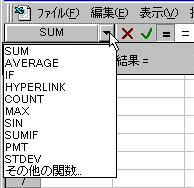 ファイル(F) 編集(E) 表示(V)
SUM = =
結果 =
SUM
AVERAGE
IF
HYPERLINK
COUNT
MAX
SIN
SUMIF
PMT
STDEV
その他の関数...
7